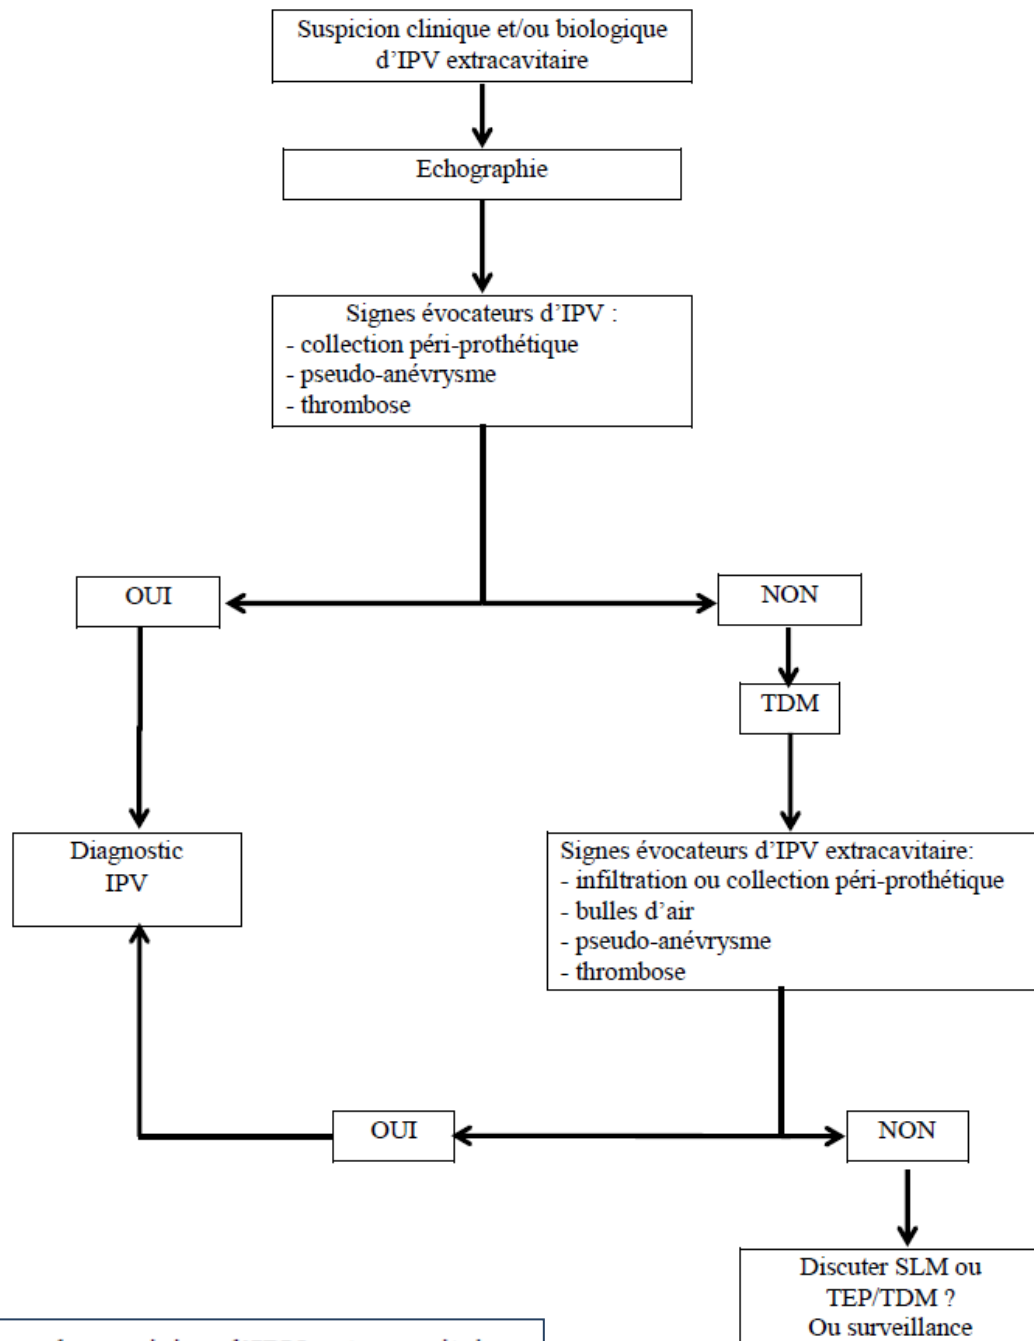 Suspicion clinique et/ou biologique
d’IPV extracavitaire
Echographie
Signes évocateurs d’IPV :
- collection péri-prothétique
- pseudo-anévrysme
- thrombose
OUI
NON
TDM
Diagnostic
IPV
Signes évocateurs d’IPV extracavitaire:
- infiltration ou collection péri-prothétique
- bulles d’air
- pseudo-anévrysme
- thrombose
OUI
NON
Discuter SLM ou
TEP/TDM ?
Ou surveillance